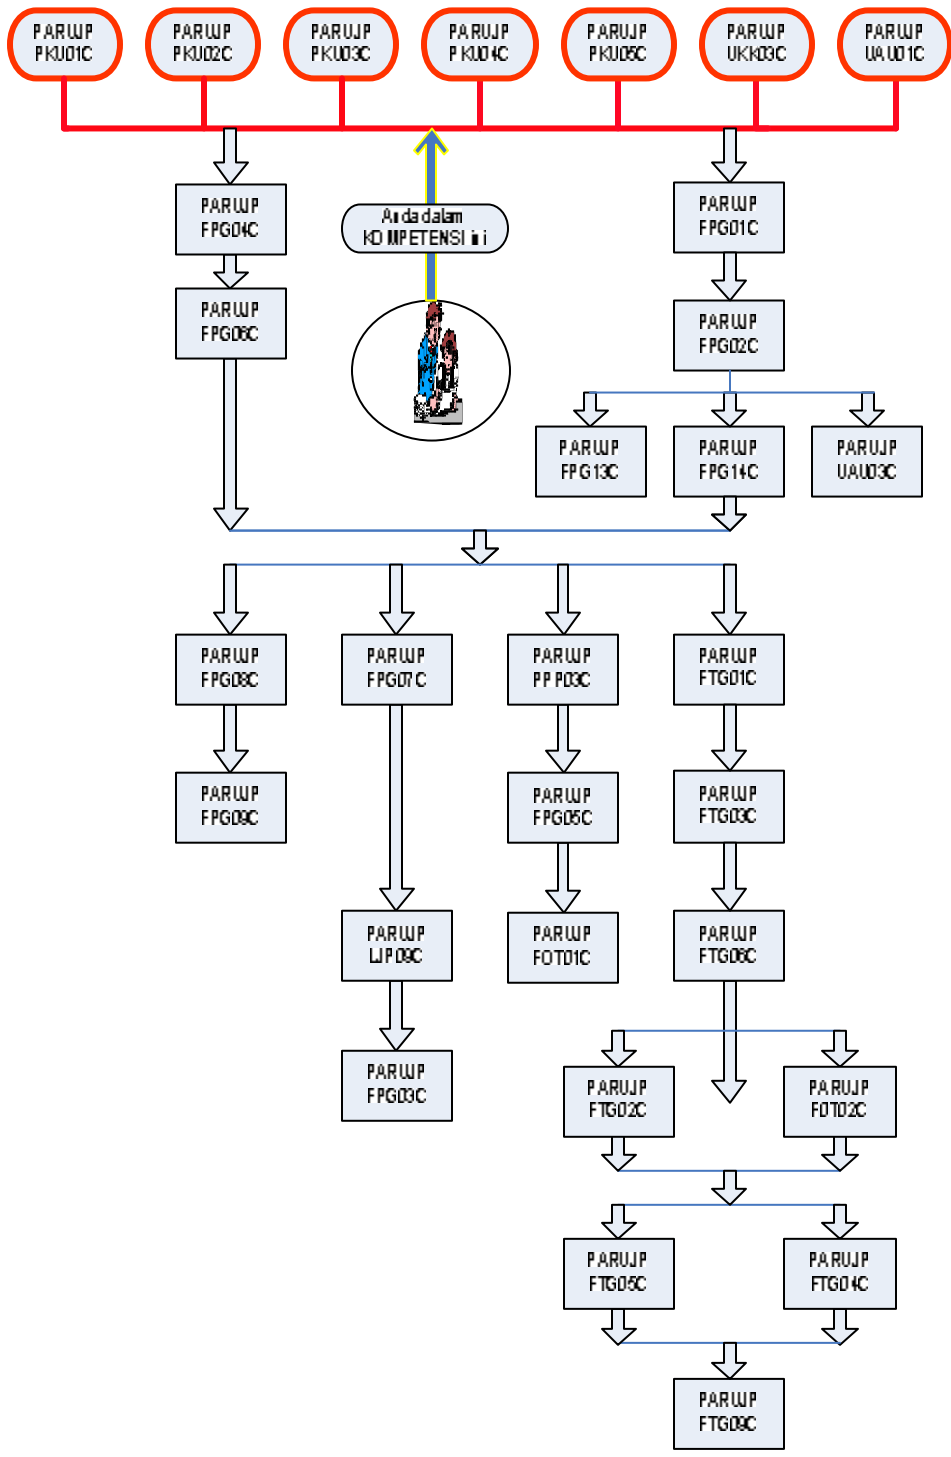 PARUJP
PKU01C
PARUJP
PKU02C
PARUJP
PKU03C
PARUJP
PKU04C
PARUJP
PKU05C
PARUJP
UKK03C
PARUJP
UAU01C
PARUJP
FPG04C
Anda dalam
KOMPETENSI ini
PARUJP
FPG01C
PARUJP
FPG06C
PARUJP
FPG02C
PARUJP
FPG13C
PARUJP
FPG14C
PARUJP
UAU03C
PARUJP
FPG08C
PARUJP
FPG07C
PARUJP
PPP03C
PARUJP
FTG01C
PARUJP
FPG09C
PARUJP
FPG05C
PARUJP
FTG03C
PARUJP
LJP09C
PARUJP
FOT01C
PARUJP
FTG06C
PARUJP
FPG03C
PARUJP
FTG02C
PARUJP
FOT02C
PARUJP
FTG05C
PARUJP
FTG04C
PARUJP
FTG09C